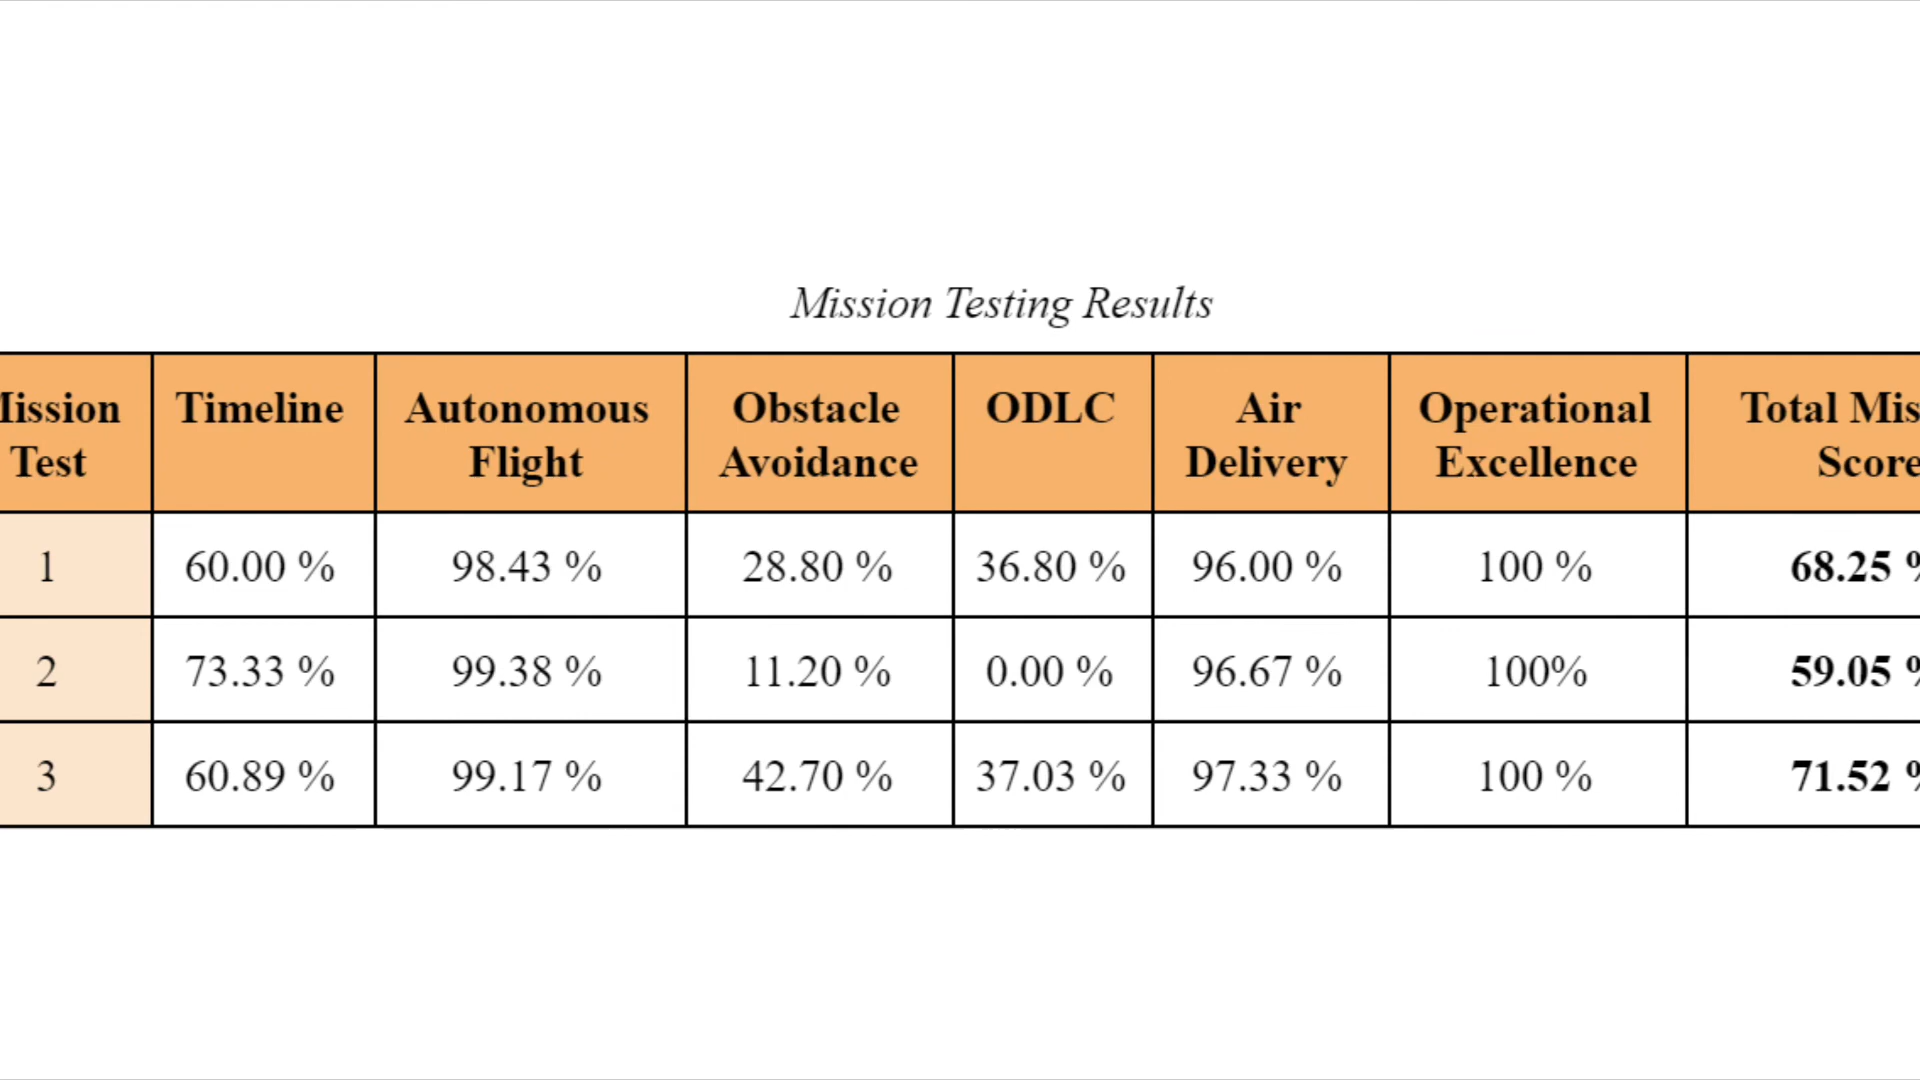 Mission Testing Results
Mission Test Timeline Autonomous Flight Obstacle Avoidance ODLC Air Delivery Operational Excellence Total Mis Score
1 60.00 % 98.43 % 28.80 % 36.80 % 96.00 % 100 % 68.25 %
2 73.33 % 99.38 % 11.20 % 0.00 % 96.67 % 100% 59.05 %
3 60.89 % 99.17 % 42.70 % 37.03 % 97.33 % 100 % 71.52 %